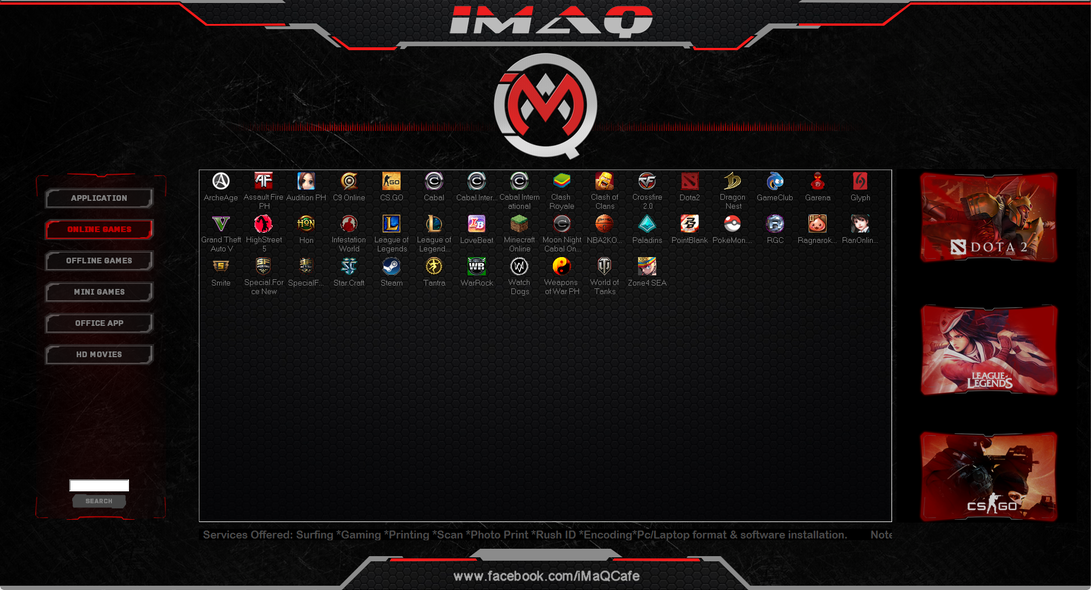 IMAQ
APPLICATION
ONLINE GAMES
OFFLINE GAMES
MINI GAMES
OFFICE APP
HD MOVIES
SEARCH
ArcheAge
Assault Fire
PH
Audition PH
C9 Online
CS.GO
Cabal
Cabal Inter...
Cabal Intern
ational
Clash
Royale
Clash of
Clans
Crossfire
2.0
Dota2
Dragon
Nest
GameClub
Garena
Glyph
Grand Theft
Auto V
HighStreet
5
Hon
Infestation
World
League of
Legends
League of
Legend...
LoveBeat
Minecraft
Online
Moon Night
Cabal On...
NBA2KO...
Paladins
PointBlank
PokeMon...
RGC
Ragnarok...
RanOnlin...
Smite
Special For
ce New
SpecialF...
Star Craft
Steam
Tantra
WarRock
Watch
Dogs
Weapons
of War PH
World of
Tanks
Zone4 SEA
DOTA 2
LEAGUE OF
LEGENDS
CS GO
Services Offered: Surfing *Gaming *Printing *Scan *Photo Print *Rush ID *Encoding*Pc/Laptop format & software installation. Note
www.facebook.com/iMaQCafe